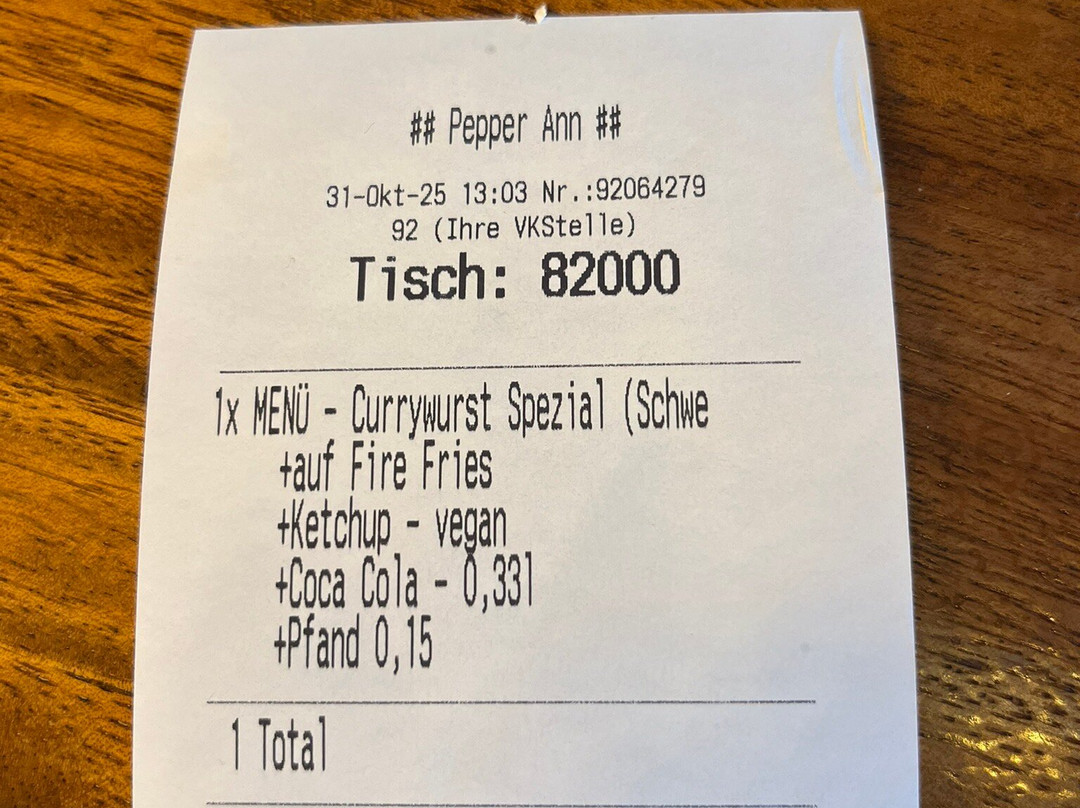 ## Pepper Ann ##
31-Okt-25 13:03 Nr.:92064279
92 (Ihre VKStelle)
Tisch: 82000
1x MENÜ - Currywurst Spezial (Schwe
+auf Fire Fries
+Ketchup - vegan
+Coca Cola - 0,33l
+Pfand 0,15
1 Total